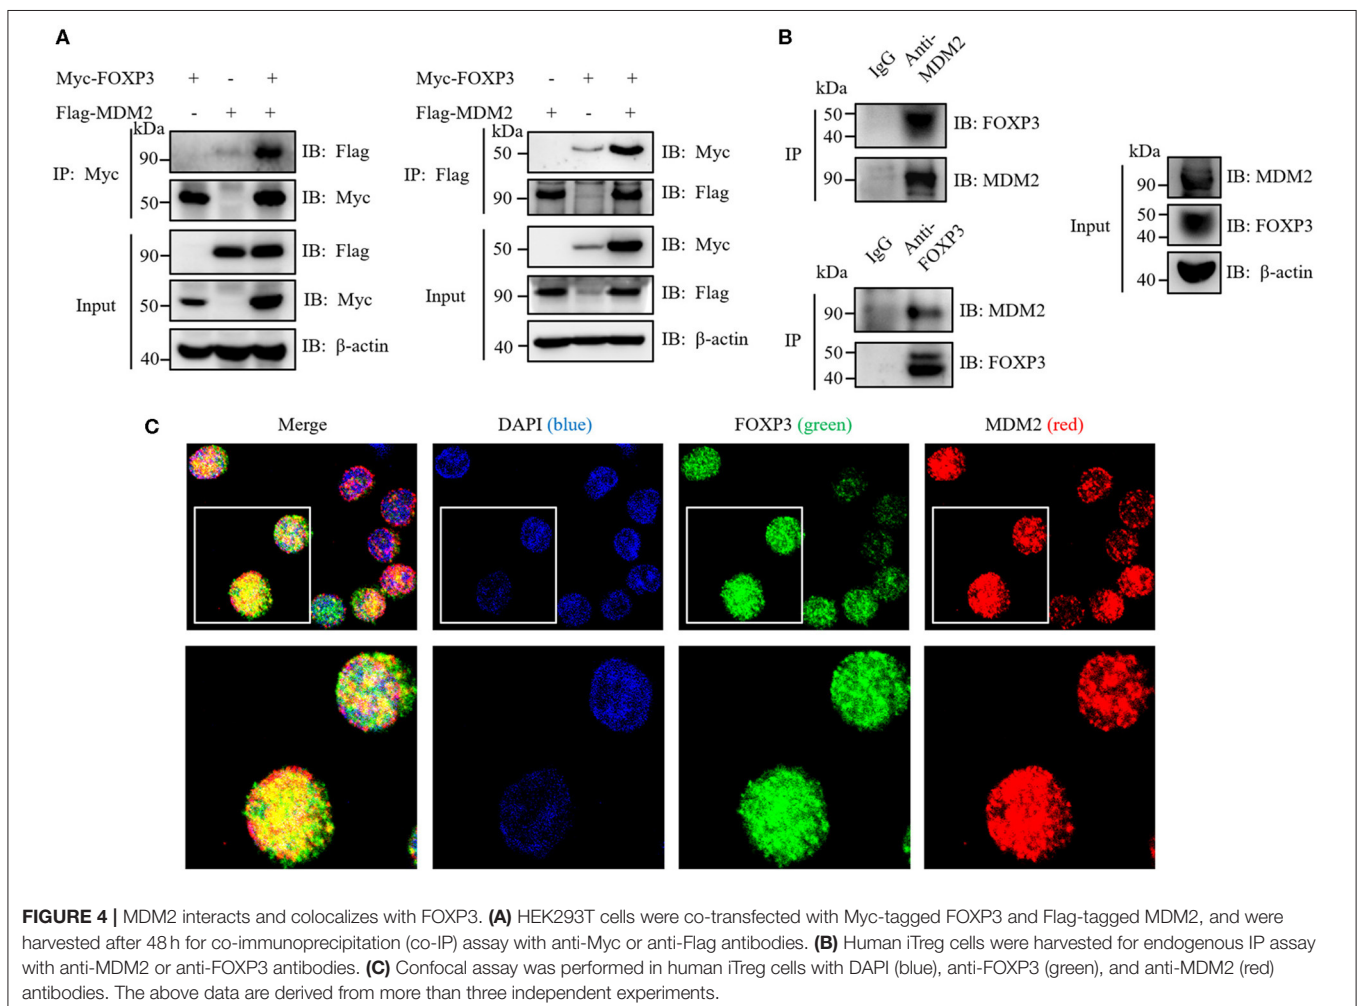 A
Myc-FOXP3 + - +
Flag-MDM2 - + +
kDa
IP: Myc
90 IB: Flag
50 IB: Myc
Input
90 IB: Flag
50 IB: Myc
40 IB: β-actin
Myc-FOXP3 - + +
Flag-MDM2 + - +
kDa
IP: Flag
50 IB: Myc
90 IB: Flag
Input
50 IB: Myc
90 IB: Flag
40 IB: β-actin
B
IgG Anti-MDM2
kDa
IP
50 IB: FOXP3
40
90 IB: MDM2
IgG Anti-FOXP3
kDa
IP
90 IB: MDM2
50 IB: FOXP3
40
kDa
Input
90 IB: MDM2
50 IB: FOXP3
40
40 IB: β-actin
C
Merge DAPI (blue) FOXP3 (green) MDM2 (red)
FIGURE 4 | MDM2 interacts and colocalizes with FOXP3. (A) HEK293T cells were co-transfected with Myc-tagged FOXP3 and Flag-tagged MDM2, and were
harvested after 48 h for co-immunoprecipitation (co-IP) assay with anti-Myc or anti-Flag antibodies. (B) Human iTreg cells were harvested for endogenous IP assay
with anti-MDM2 or anti-FOXP3 antibodies. (C) Confocal assay was performed in human iTreg cells with DAPI (blue), anti-FOXP3 (green), and anti-MDM2 (red)
antibodies. The above data are derived from more than three independent experiments.